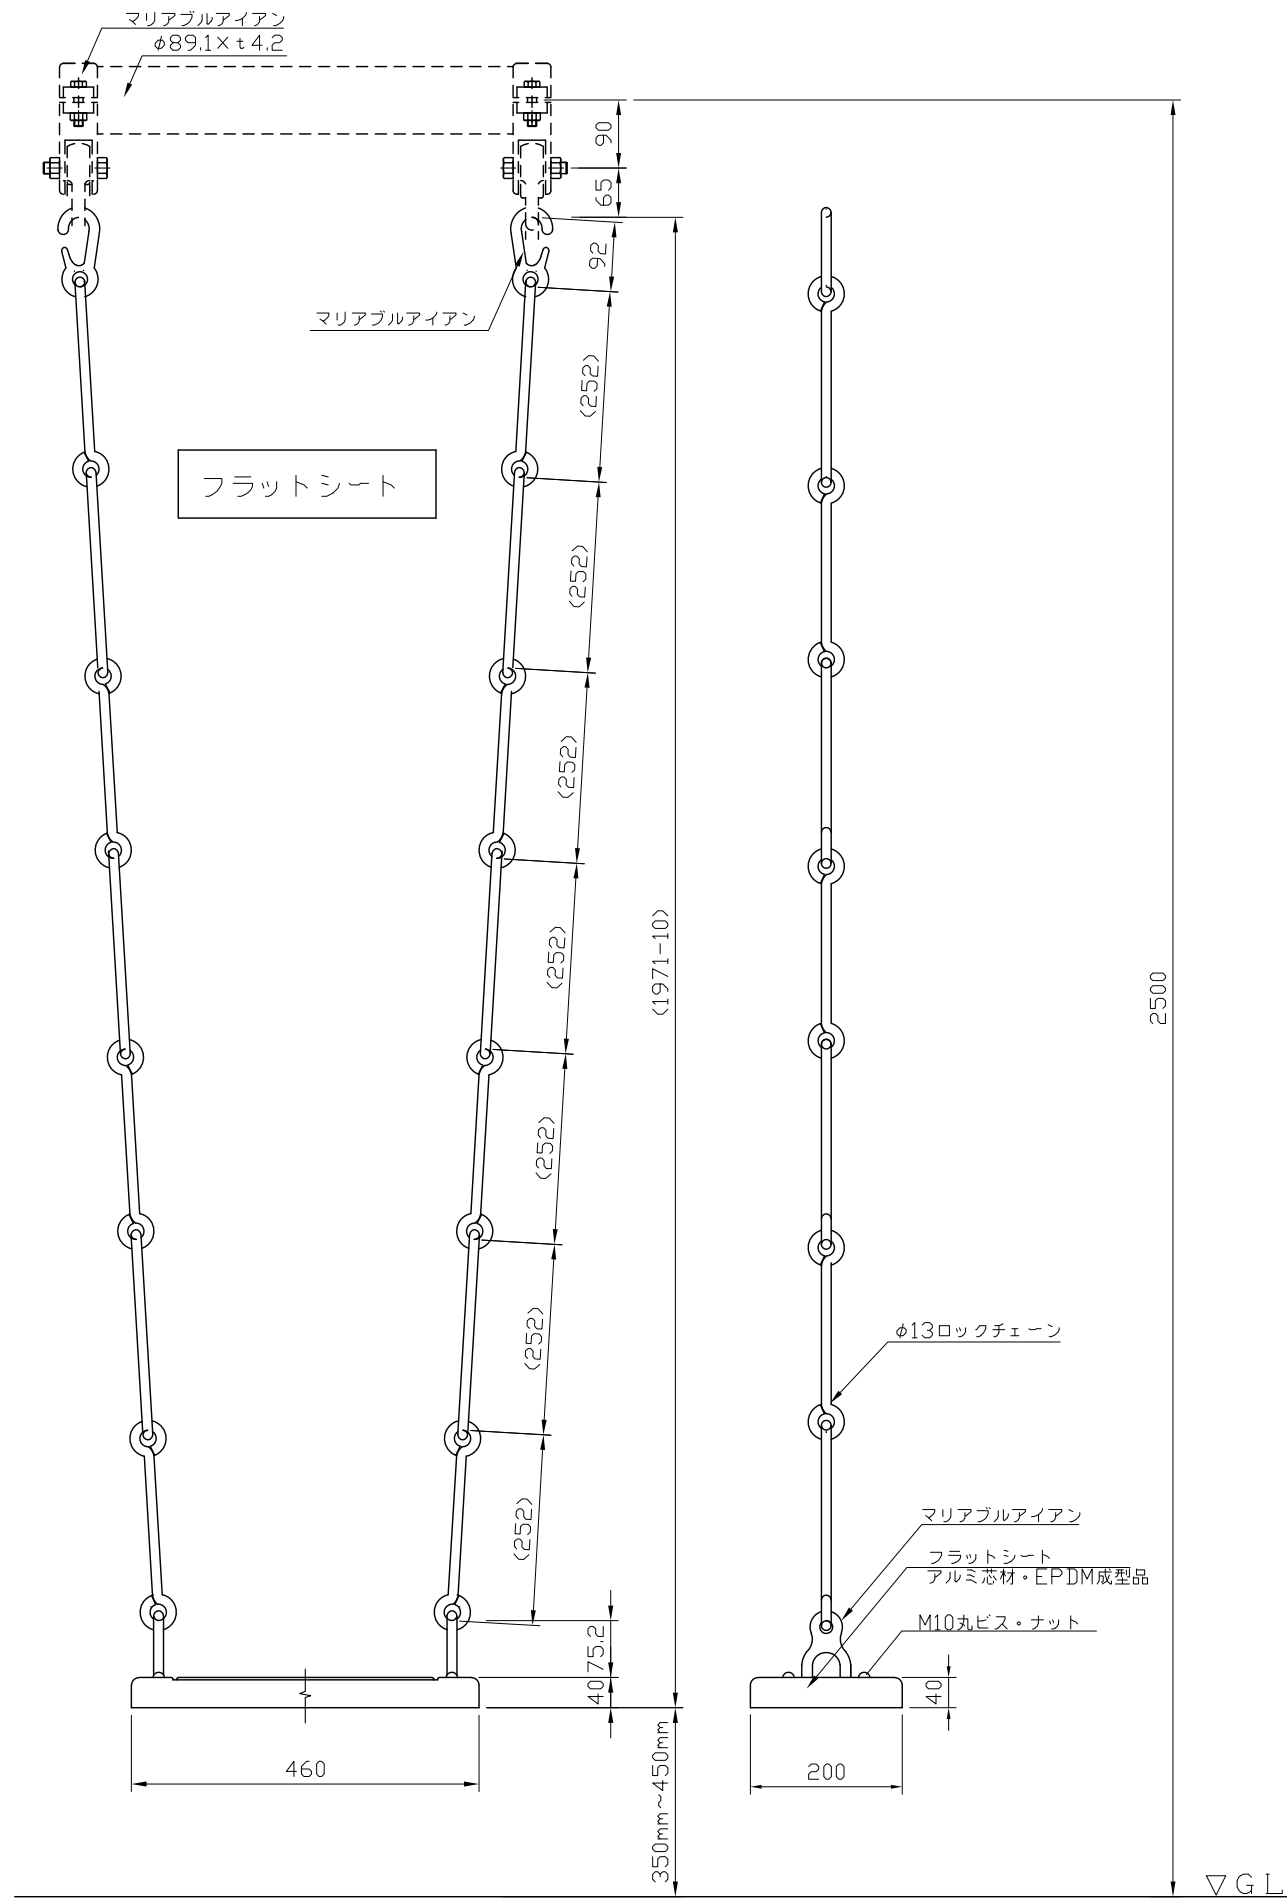 マリアブルアイアン
φ89.1×t4.2
90
65
92
マリアブルアイアン
(252)
フラットシート
(252)
(252)
(252)
(1971-10)
2500
(252)
(252)
φ13ロックチェーン
(252)
マリアブルアイアン
フラットシート
アルミ芯材・EPDM成型品
M10丸ビス・ナット
75.2
40
40
460
200
350mm~450mm
▽GL